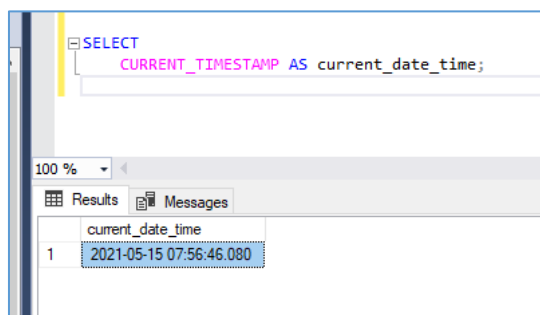 SELECT
CURRENT_TIMESTAMP AS current_date_time;
100 %
Results Messages
current_date_time
1 2021-05-15 07:56:46.080